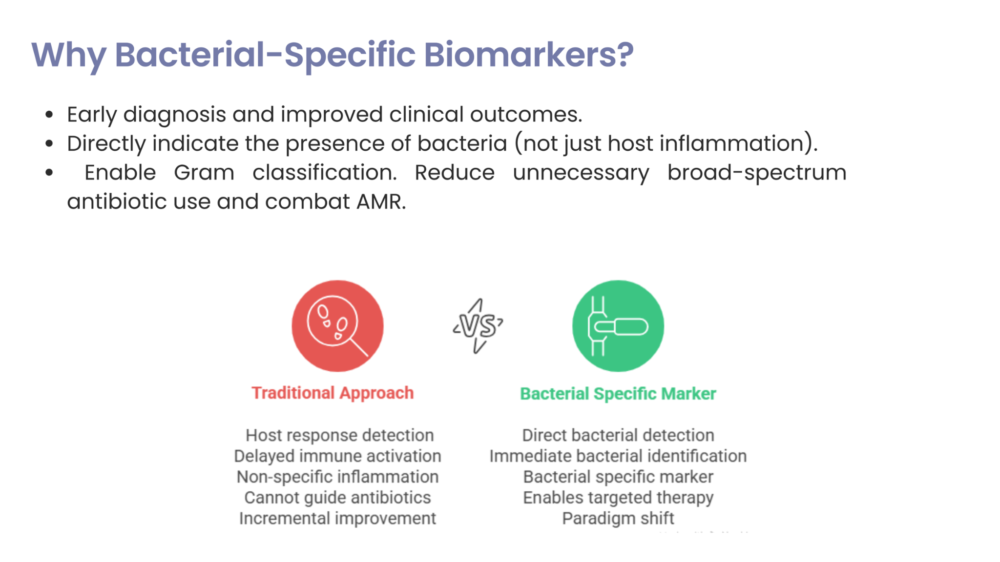 Why Bacterial-Specific Biomarkers?
• Early diagnosis and improved clinical outcomes.
• Directly indicate the presence of bacteria (not just host inflammation).
• Enable Gram classification. Reduce unnecessary broad-spectrum
antibiotic use and combat AMR.
VS
Traditional Approach
Host response detection
Delayed immune activation
Non-specific inflammation
Cannot guide antibiotics
Incremental improvement
Bacterial Specific Marker
Direct bacterial detection
Immediate bacterial identification
Bacterial specific marker
Enables targeted therapy
Paradigm shift